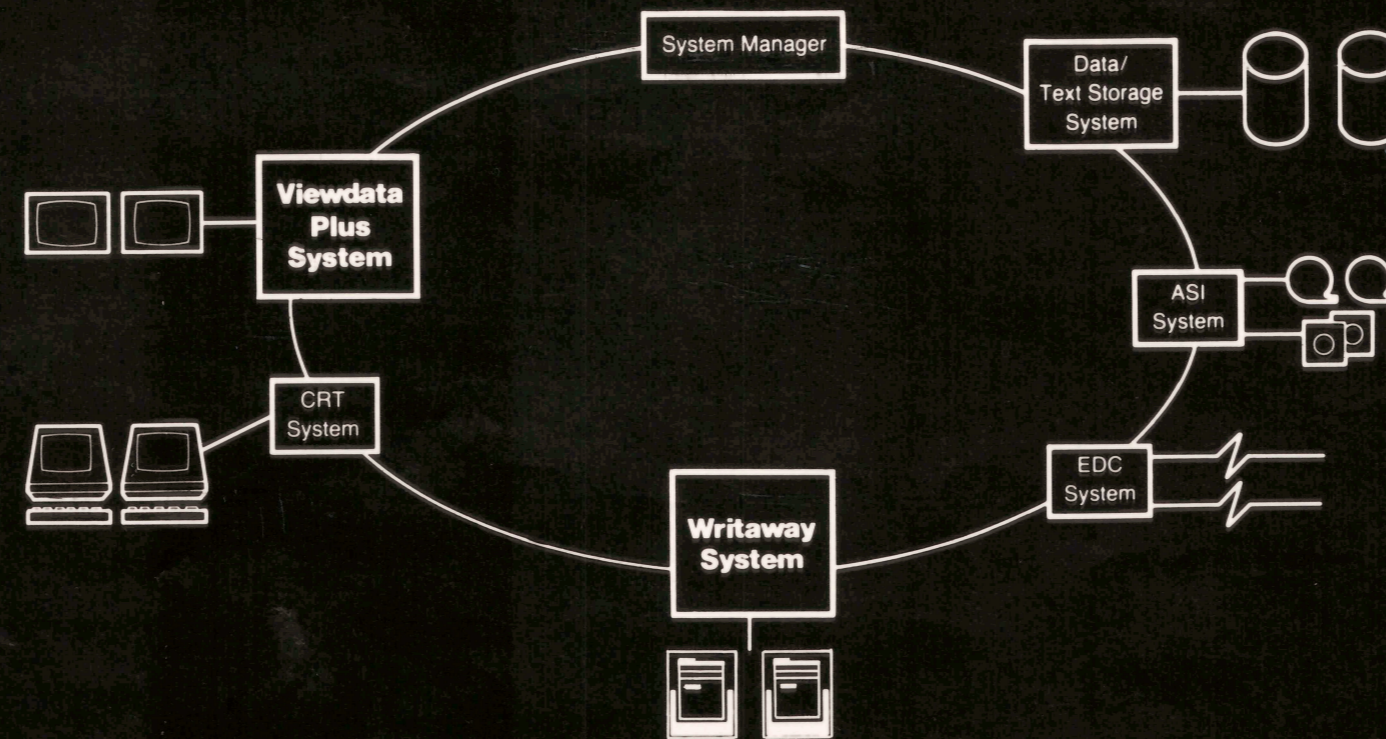 System Manager
Data/
Text Storage
System
Viewdata
Plus
System
ASI
System
CRT
System
EDC
System
Writaway
System